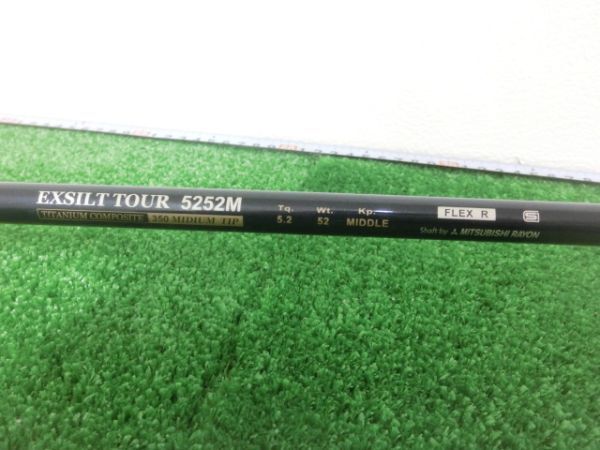 EXSILT TOUR 5252M
TITANIUM COMPOSITE 350 MIDIUM TIP
Tq. Wt. Kp.
5.2 52 MIDDLE
FLEX R
S
Shaft by MITSUBISHI RAYON